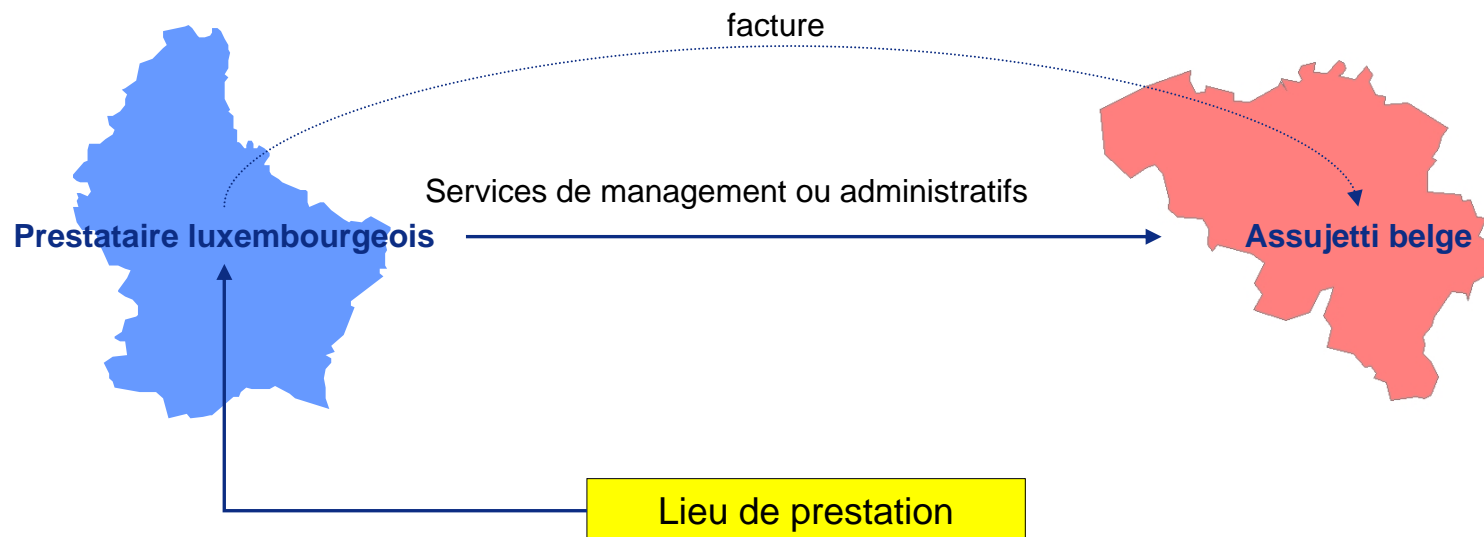 facture
Services de management ou administratifs
Prestataire luxembourgeois
Assujetti belge
Lieu de prestation